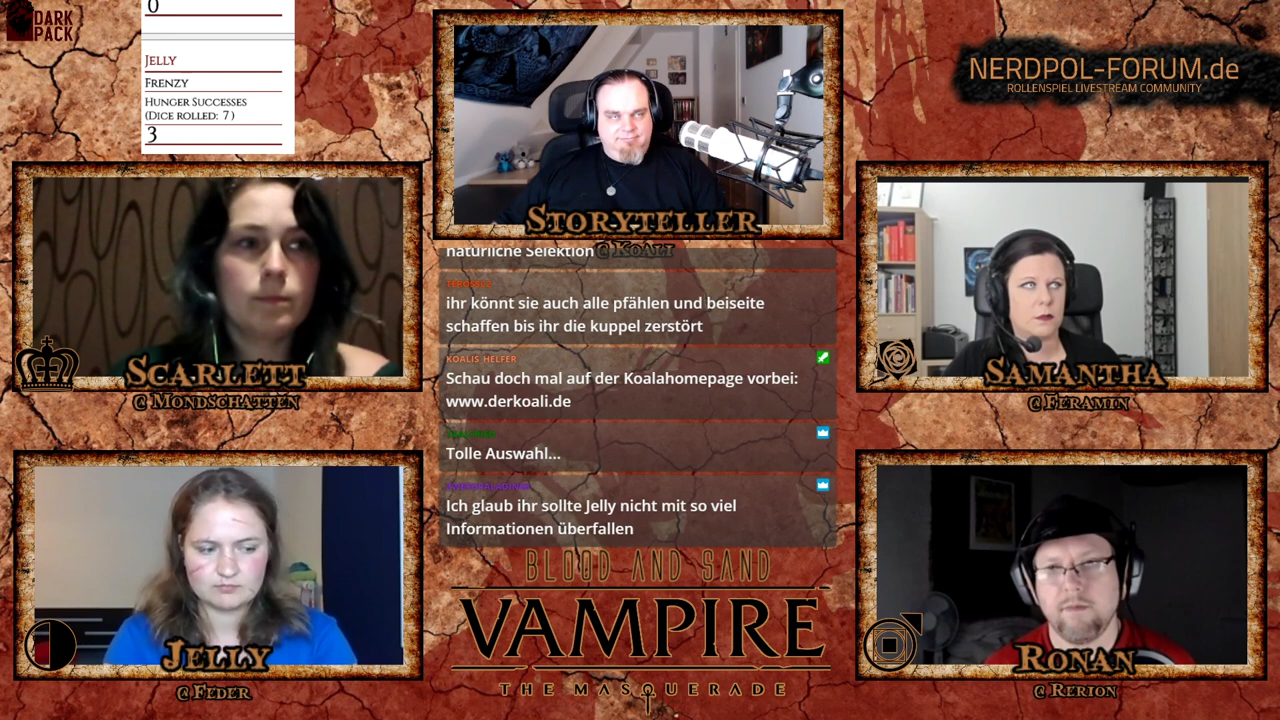 DARK
PACK
0
JELLY
FRENZY
HUNGER SUCCESSES
(DICE ROLLED: 7)
3
NERDPOL-FORUM.de
ROLLENSPIEL LIVESTREAM COMMUNITY
STORYTELLER
@ KOALI
natürliche Selektion
ihr könnt sie auch alle pfählen und beiseite
schaffen bis ihr die kuppel zerstört
KOALIS HELFER
Schau doch mal auf der Koalahomepage vorbei:
www.derkoali.de
Tolle Auswahl...
Ich glaub ihr sollte Jelly nicht mit so viel
Informationen überfallen
SCARLETT
@ MONDSCHATTEN
SAMANTHA
@ FERAMIN
JELLY
@ FEDER
RONAN
@ RERION
BLOOD AND SAND
VAMPIRE
THE MASQUERADE